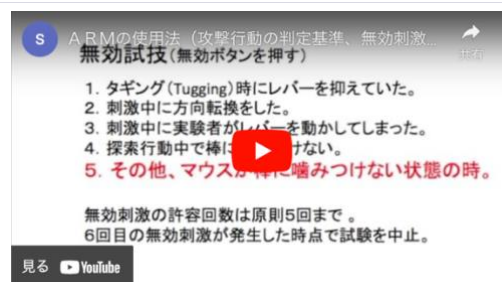 s
ARMの使用法（攻撃行動の判定基準、無効刺激...
共有
無効試技(無効ボタンを押す)
1. タギング(Tugging)時にレバーを抑えていた。
2. 刺激中に方向転換をした。
3. 刺激中に実験者がレバーを動かしてしまった。
4. 探索行動中で棒に けない。
5. その他、マウスが棒に噛みつけない状態の時。
無効刺激の許容回数は原則5回まで 。
6回目の無効刺激が発生した時点で試験を中止。
見る YouTube